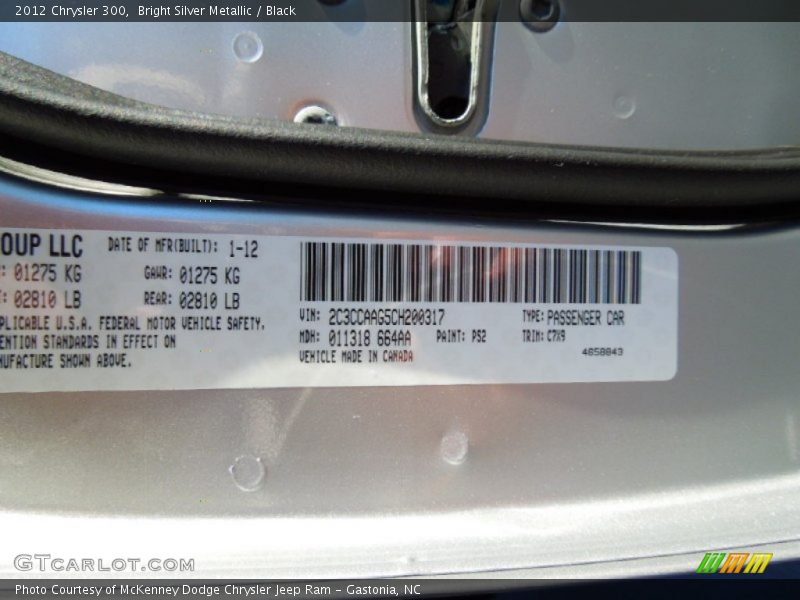 2012 Chrysler 300,  Bright Silver Metallic / Black
OUP LLC DATE OF MFR(BUILT): 1-12
: 01275 KG GAWR: 01275 KG
: 02810 LB REAR: 02810 LB
PLICABLE U.S.A. FEDERAL MOTOR VEHICLE SAFETY,
ENTION STANDARDS IN EFFECT ON
NUFACTURE SHOWN ABOVE.
VIN: 2C3CCAAG5CH200317 TYPE: PASSENGER CAR
MDH: 011318 664AA PAINT: PS2 TRIM: C7X9
VEHICLE MADE IN CANADA 4658843
GTCARLOT.COM
Photo Courtesy of McKenney Dodge Chrysler Jeep Ram - Gastonia, NC